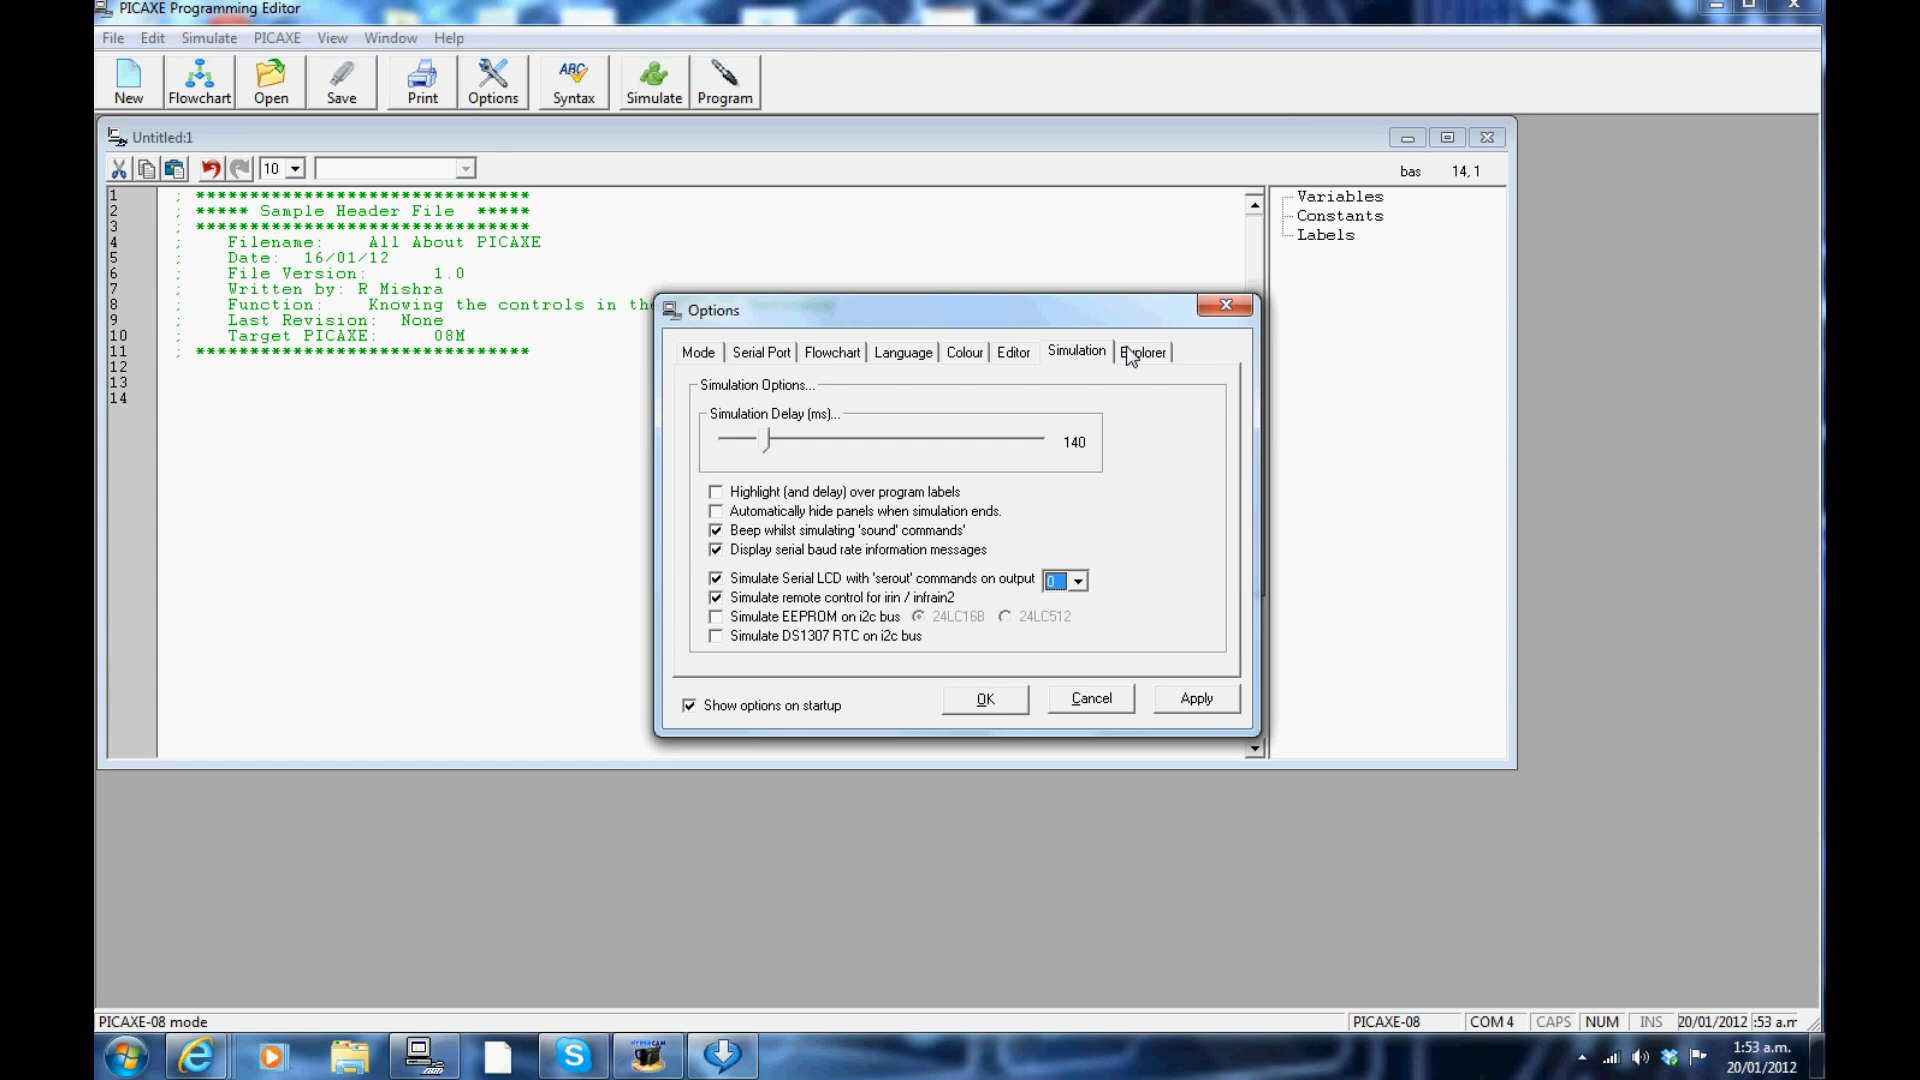 PICAXE Programming Editor
File Edit Simulate PICAXE View Window Help
New Flowchart Open Save Print Options Syntax Simulate Program
ABC
Untitled:1
10
bas 14, 1
1 ; *******************************
2 ; ***** Sample Header File *****
3 ; *******************************
4 ; Filename: All About PICAXE
5 ; Date: 16/01/12
6 ; File Version: 1.0
7 ; Written by: R Mishra
8 ; Function: Knowing the controls in the
9 ; Last Revision: None
10 ; Target PICAXE: 08M
11 ; *******************************
12
13
14
Variables
Constants
Labels
Options
Mode Serial Port Flowchart Language Colour Editor Simulation Explorer
Simulation Options...
Simulation Delay (ms)...
140
Highlight (and delay) over program labels
Automatically hide panels when simulation ends.
Beep whilst simulating 'sound' commands'
Display serial baud rate information messages
Simulate Serial LCD with 'serout' commands on output 0
Simulate remote control for irin / infrain2
Simulate EEPROM on i2c bus 24LC16B 24LC512
Simulate DS1307 RTC on i2c bus
Show options on startup
OK Cancel Apply
PICAXE-08 mode
PICAXE-08 COM 4 CAPS NUM INS 20/01/2012 :53 a.m
HYPERCAM
1:53 a.m.
20/01/2012